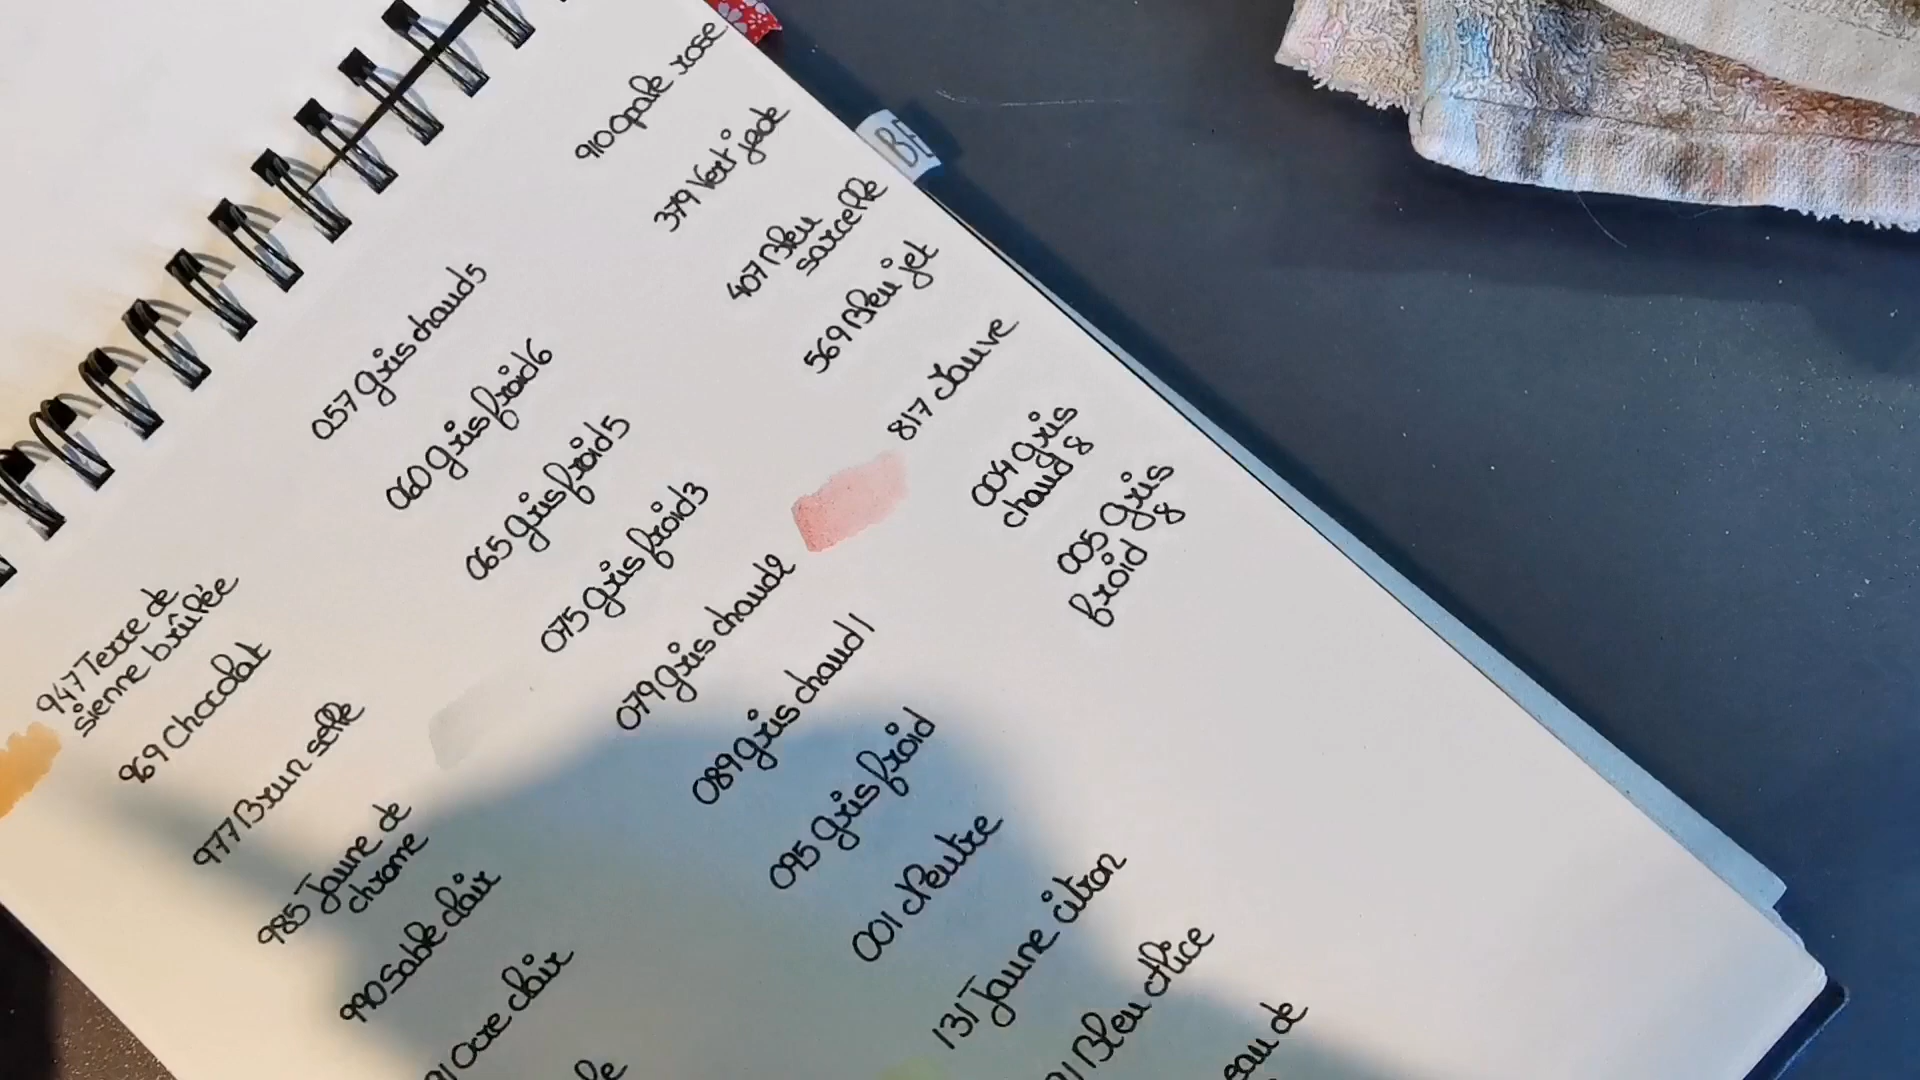 910 Opale rose
379 Vert jade
407 Bleu
sarcelle
569 Bleu jet
817 Fauve
004 Gris
chaud 8
005 Gris
froid 8
057 Gris chaud 5
060 Gris froid 6
065 Gris froid 5
075 Gris froid 3
079 Gris chaud 2
089 Gris chaud 1
095 Gris froid
001 Neutre
131 Jaune citron
Bleu Alice
eau de
947 Terre de
sienne brûlée
969 Chocolat
977 Brun selle
985 Jaune de
chrome
990 Sable clair
Ocre clair